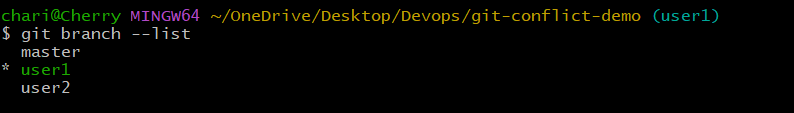 chari@Cherry MINGW64 ~/OneDrive/Desktop/Devops/git-conflict-demo (user1)
$ git branch --list
  master
* user1
  user2